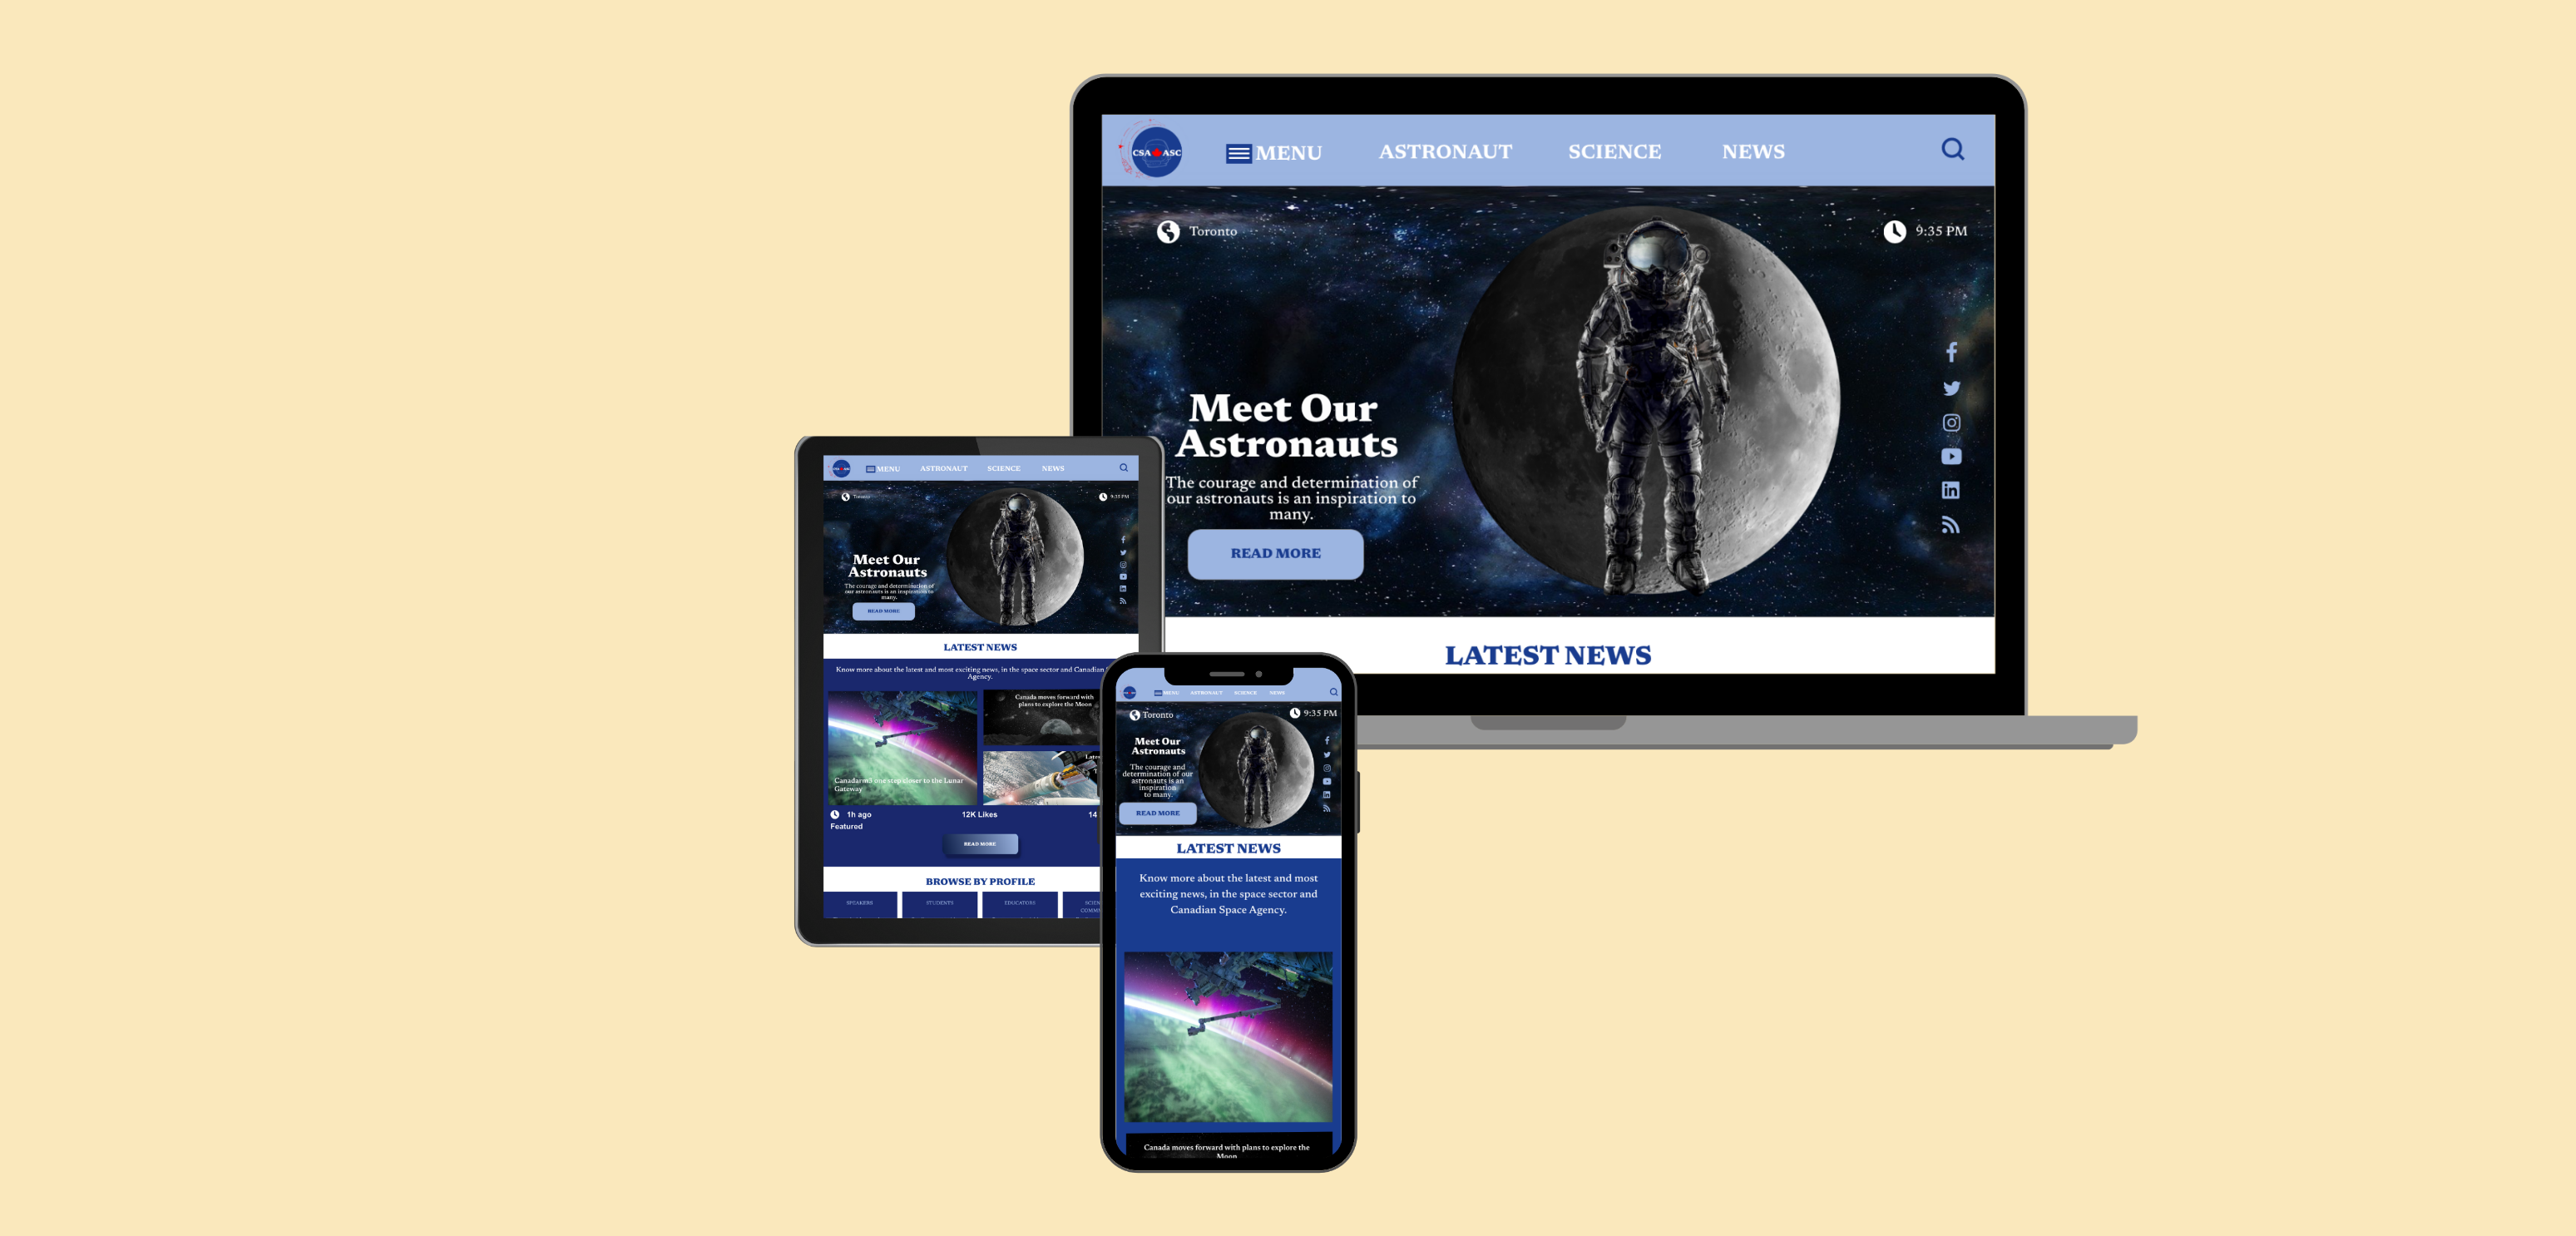 CSA ASC
MENU ASTRONAUT SCIENCE NEWS
Toronto
9:35 PM
Meet Our
Astronauts
The courage and determination of
our astronauts is an inspiration to
many.
READ MORE
LATEST NEWS
MENU ASTRONAUT SCIENCE NEWS
Toronto
9:35 PM
Meet Our
Astronauts
The courage and determination of
our astronauts is an inspiration to
many.
READ MORE
LATEST NEWS
Know more about the latest and most exciting news, in the space sector and Canadian
Agency.
Canada moves forward with
plans to explore the Moon
Canadarm3 one step closer to the Lunar
Gateway
1h ago 12K Likes 14
Featured
READ MORE
BROWSE BY PROFILE
SPEAKERS STUDENTS EDUCATORS
MENU ASTRONAUT SCIENCE NEWS
Toronto
9:35 PM
Meet Our
Astronauts
The courage and
determination of our
astronauts is an
inspiration
to many.
READ MORE
LATEST NEWS
Know more about the latest and most
exciting news, in the space sector and
Canadian Space Agency.
Canada moves forward with plans to explore the
Moon